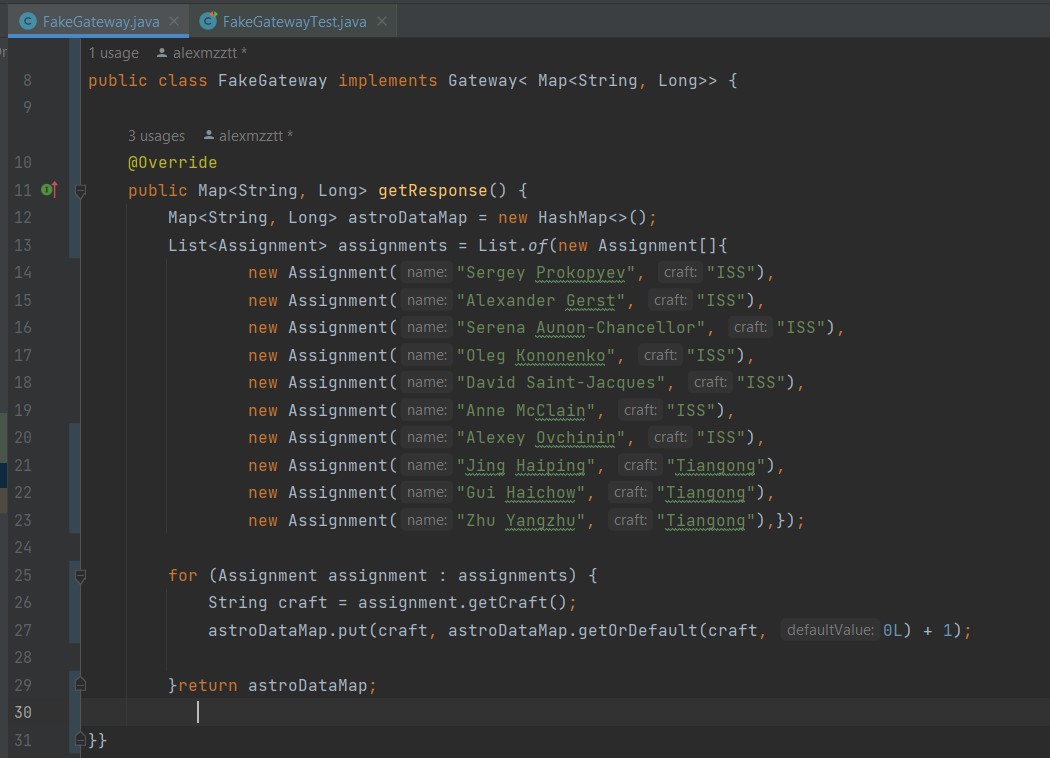 FakeGateway.java × FakeGatewayTest.java ×
1 usage alexmzztt *
8 public class FakeGateway implements Gateway< Map<String, Long>> {
9
3 usages alexmzztt *
10 @Override
11 public Map<String, Long> getResponse() {
12 Map<String, Long> astroDataMap = new HashMap<>();
13 List<Assignment> assignments = List.of(new Assignment[]{
14 new Assignment( name: "Sergey Prokopyev", craft: "ISS"),
15 new Assignment( name: "Alexander Gerst", craft: "ISS"),
16 new Assignment( name: "Serena Aunon-Chancellor", craft: "ISS"),
17 new Assignment( name: "Oleg Kononenko", craft: "ISS"),
18 new Assignment( name: "David Saint-Jacques", craft: "ISS"),
19 new Assignment( name: "Anne McClain", craft: "ISS"),
20 new Assignment( name: "Alexey Ovchinin", craft: "ISS"),
21 new Assignment( name: "Jing Haiping", craft: "Tiangong"),
22 new Assignment( name: "Gui Haichow", craft: "Tiangong"),
23 new Assignment( name: "Zhu Yangzhu", craft: "Tiangong"),});
24
25 for (Assignment assignment : assignments) {
26 String craft = assignment.getCraft();
27 astroDataMap.put(craft, astroDataMap.getOrDefault(craft, defaultValue: 0L) + 1);
28
29 }return astroDataMap;
30
31 }}